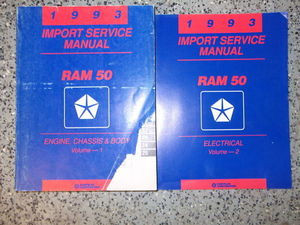 1993
IMPORT SERVICE
MANUAL
RAM 50
ENGINE, CHASSIS & BODY
Volume — 1
1993
IMPORT SERVICE
MANUAL
RAM 50
ELECTRICAL
Volume — 2